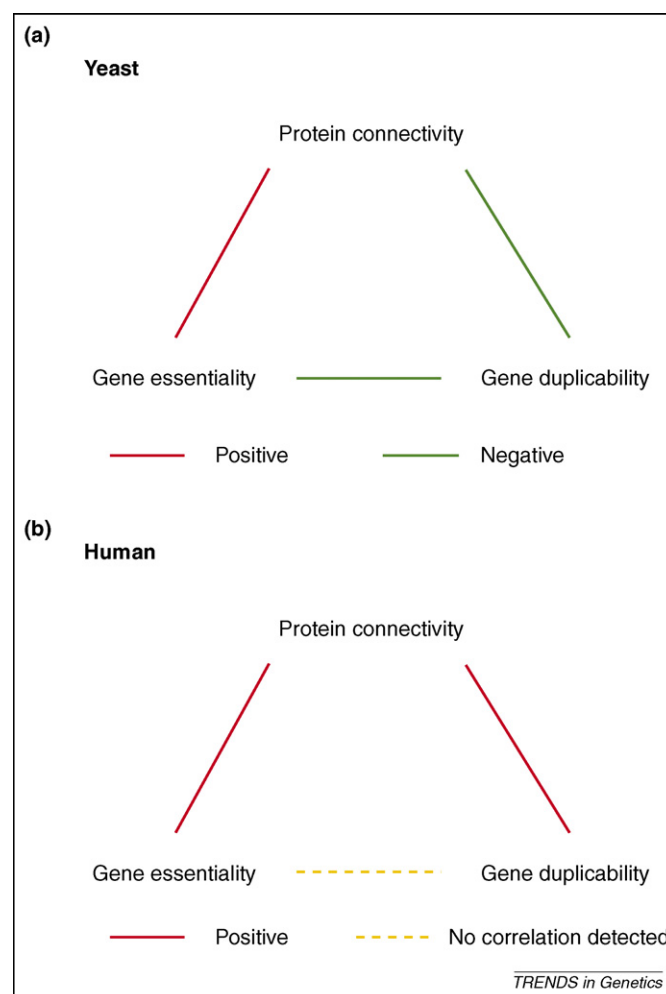 (a)
Yeast
Protein connectivity
Gene essentiality Gene duplicability
Positive Negative
(b)
Human
Protein connectivity
Gene essentiality Gene duplicability
Positive No correlation detected
TRENDS in Genetics